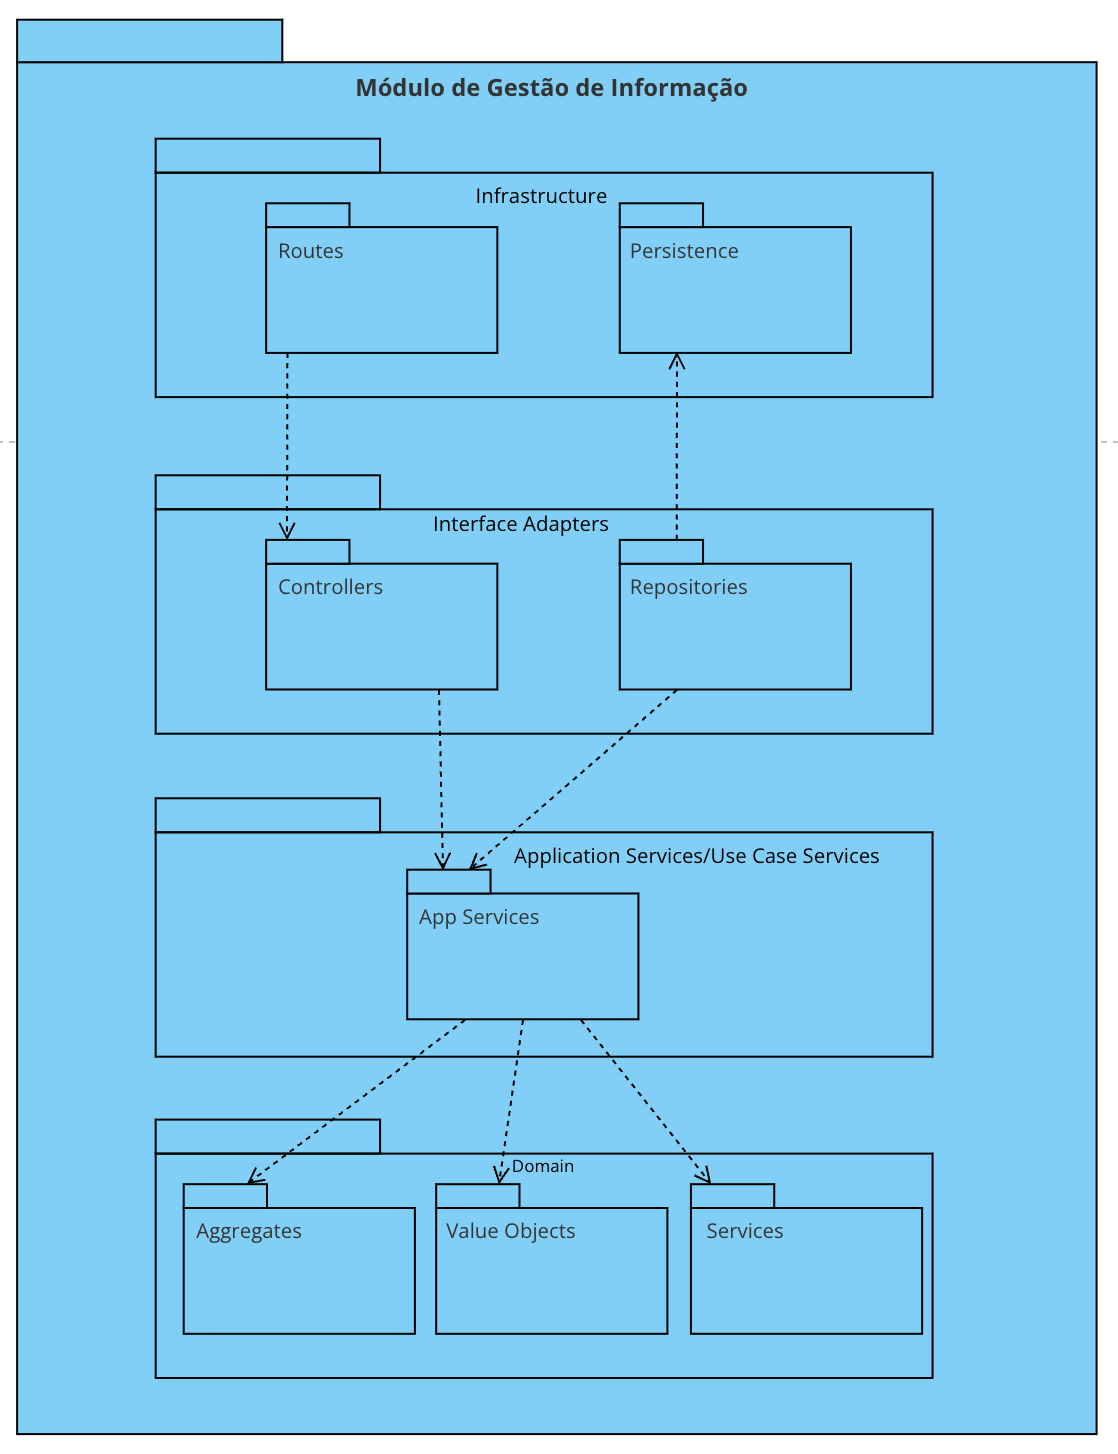 Módulo de Gestão de Informação
Infrastructure
Routes
Persistence
Interface Adapters
Controllers
Repositories
Application Services/Use Case Services
App Services
Domain
Aggregates
Value Objects
Services